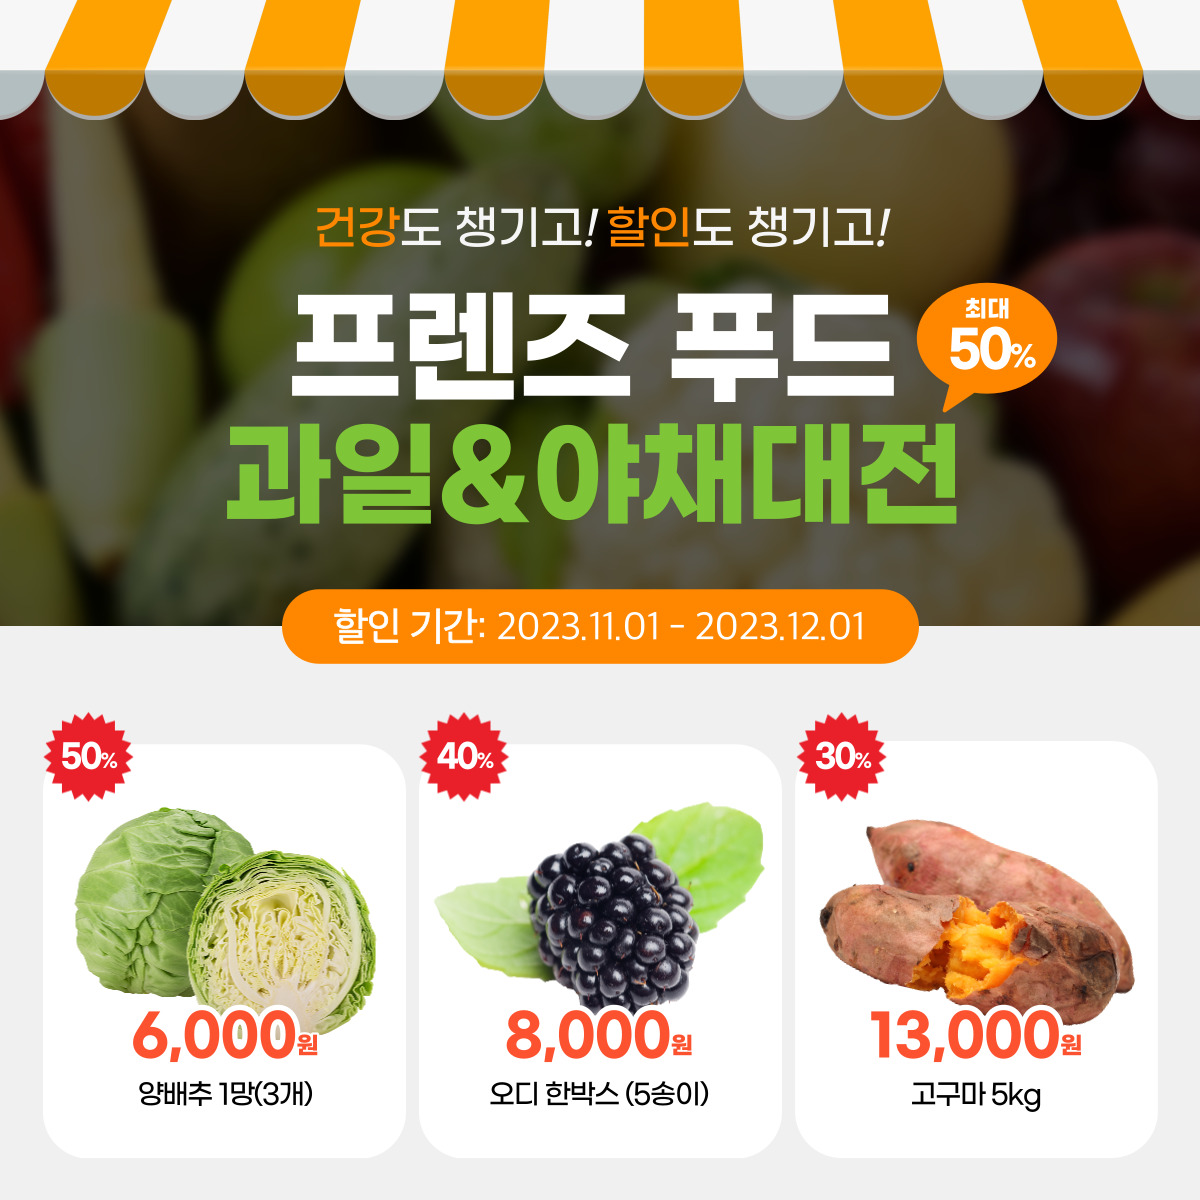 건강도 챙기고! 할인도 챙기고!
프렌즈 푸드
최대
50%
과일&야채대전
할인 기간: 2023.11.01 - 2023.12.01
50%
6,000원
양배추 1망(3개)
40%
8,000원
오디 한박스 (5송이)
30%
13,000원
고구마 5kg